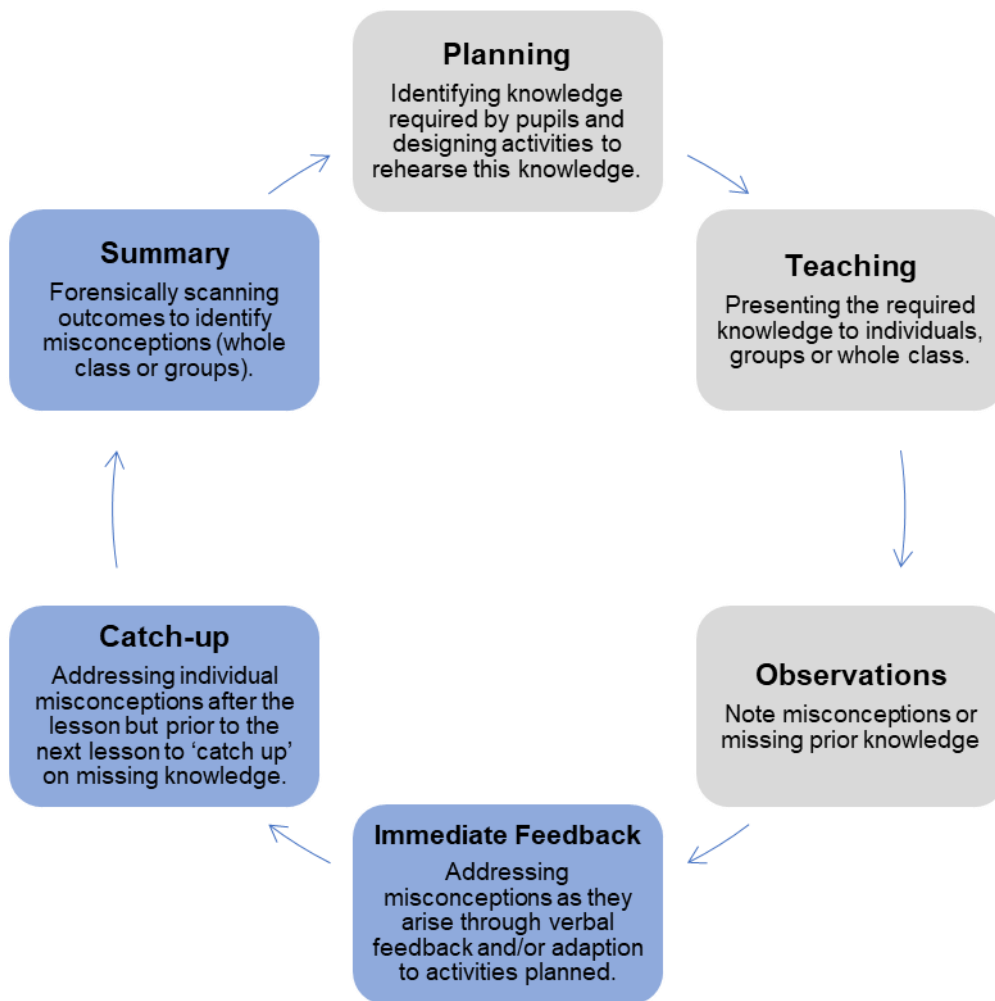 Planning
Identifying knowledge
required by pupils and
designing activities to
rehearse this knowledge.
Teaching
Presenting the required
knowledge to individuals,
groups or whole class.
Observations
Note misconceptions or
missing prior knowledge
Immediate Feedback
Addressing
misconceptions as they
arise through verbal
feedback and/or adaption
to activities planned.
Catch-up
Addressing individual
misconceptions after the
lesson but prior to the
next lesson to ‘catch up’
on missing knowledge.
Summary
Forensically scanning
outcomes to identify
misconceptions (whole
class or groups).